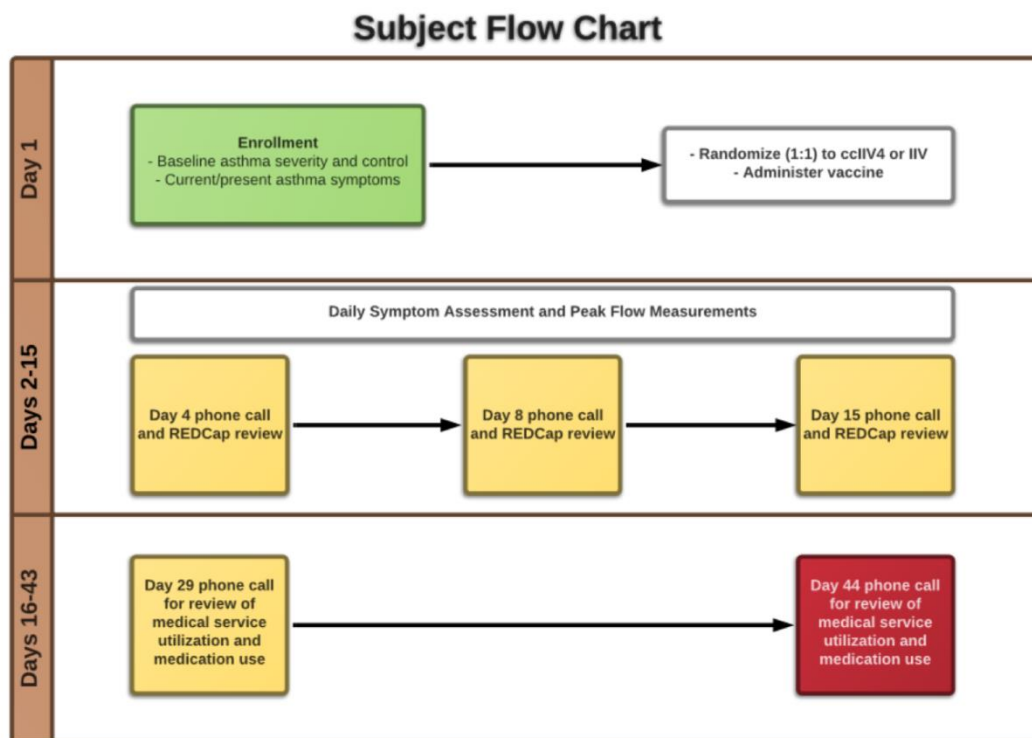 Subject Flow Chart
Day 1
Enrollment
- Baseline asthma severity and control
- Current/present asthma symptoms
- Randomize (1:1) to ccIIV4 or IIV
- Administer vaccine
Days 2-15
Daily Symptom Assessment and Peak Flow Measurements
Day 4 phone call
and REDCap review
Day 8 phone call
and REDCap review
Day 15 phone call
and REDCap review
Days 16-43
Day 29 phone call
for review of
medical service
utilization and
medication use
Day 44 phone call
for review of
medical service
utilization and
medication use